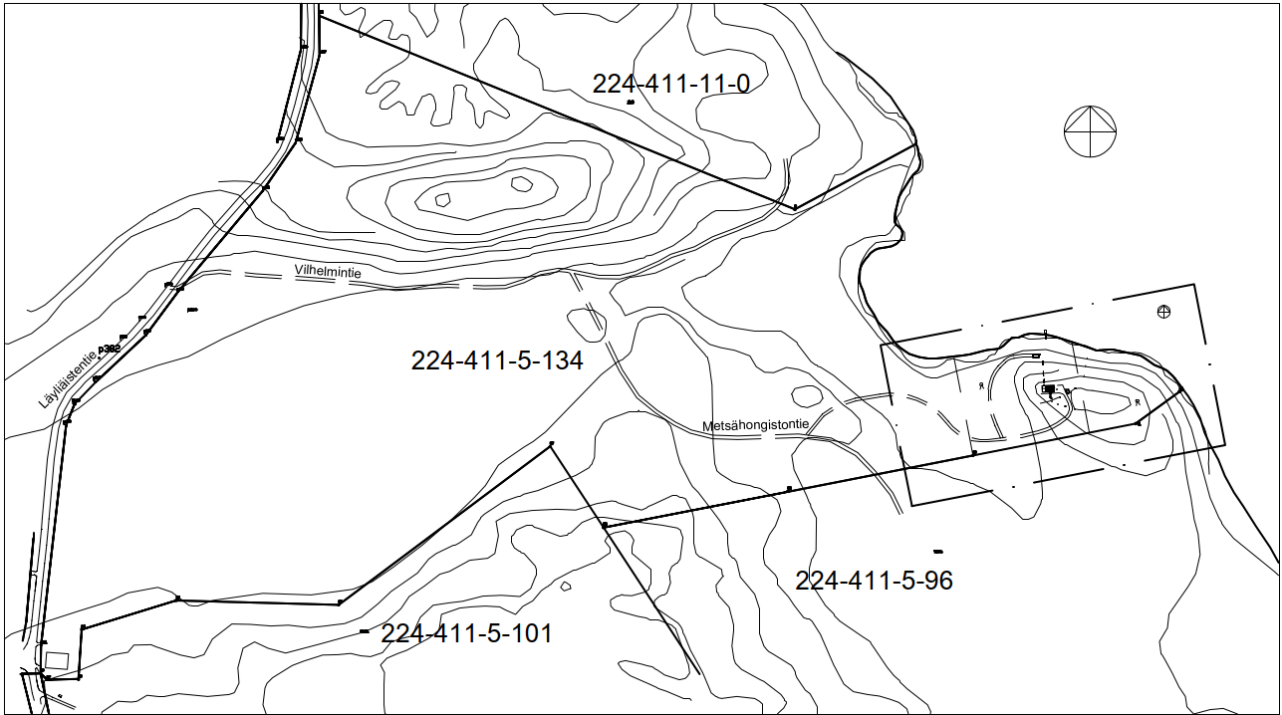 224-411-11-0
Vilhelmintie
p382
Läyliäistentie
224-411-5-134
Metsähongistontie
224-411-5-96
224-411-5-101